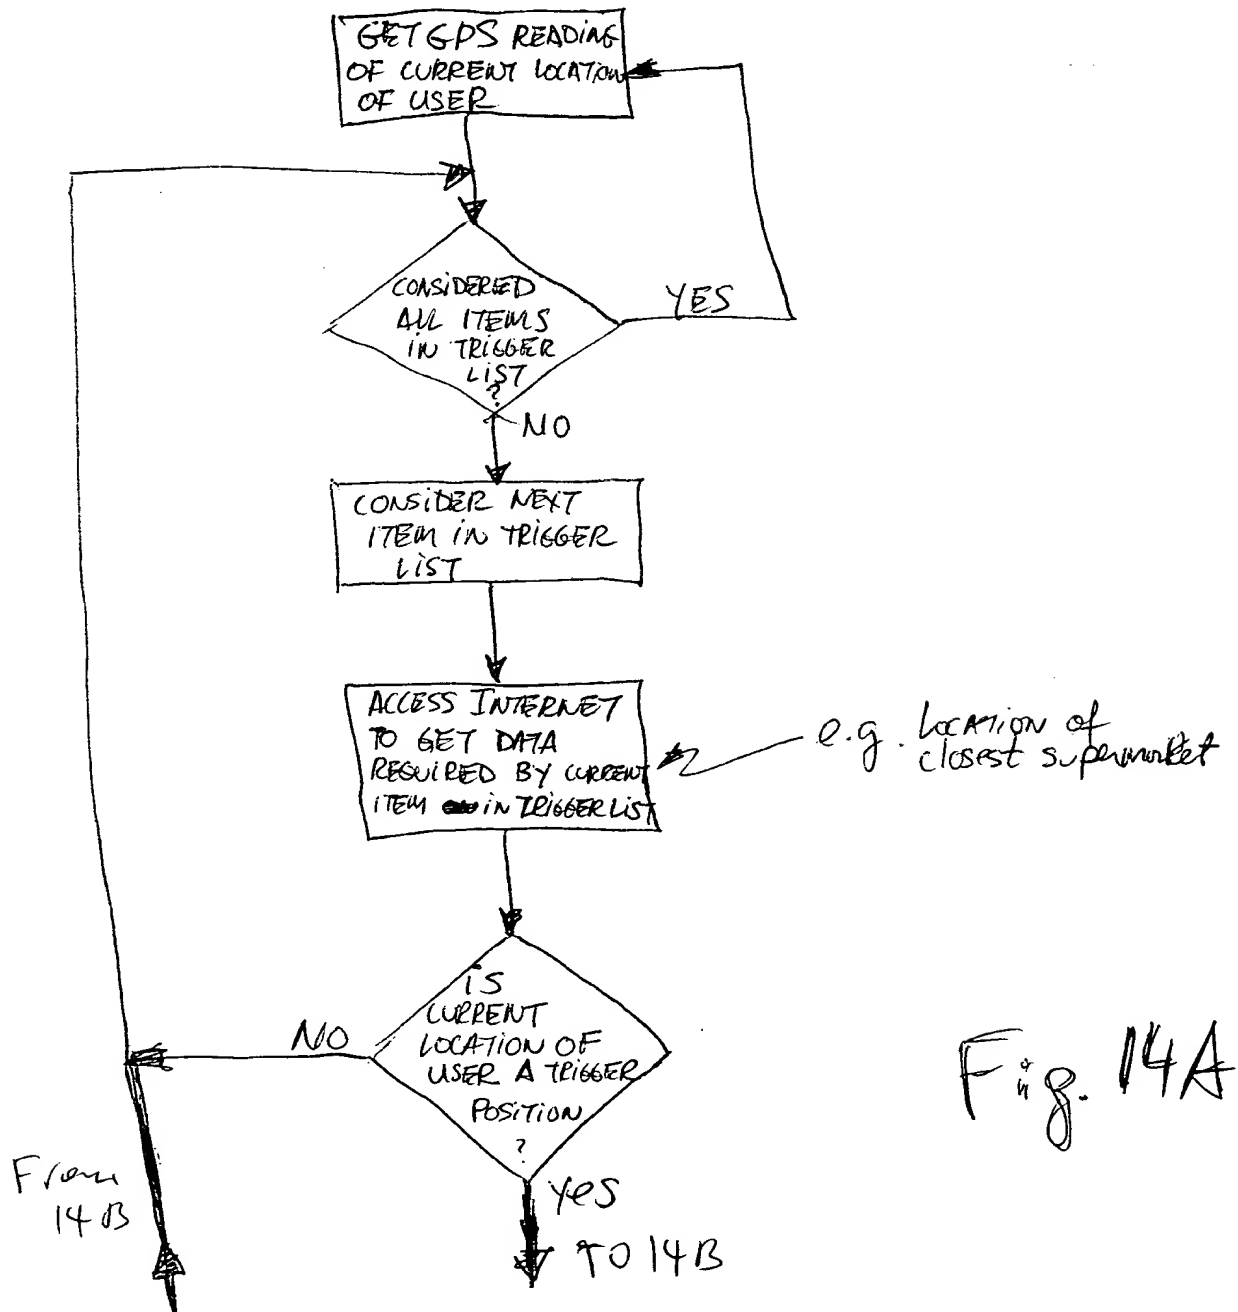 GET GPS READING
OF CURRENT LOCATION
OF USER
CONSIDERED
ALL ITEMS
IN TRIGGER
LIST
?
YES
NO
CONSIDER NEXT
ITEM IN TRIGGER
LIST
ACCESS INTERNET
TO GET DATA
REQUIRED BY CURRENT
ITEM IN TRIGGER LIST
e.g. LOCATION of
closest supermarket
IS
CURRENT
LOCATION OF
USER A TRIGGER
POSITION
?
NO
Fig. 14A
From
14B
yes
TO 14B